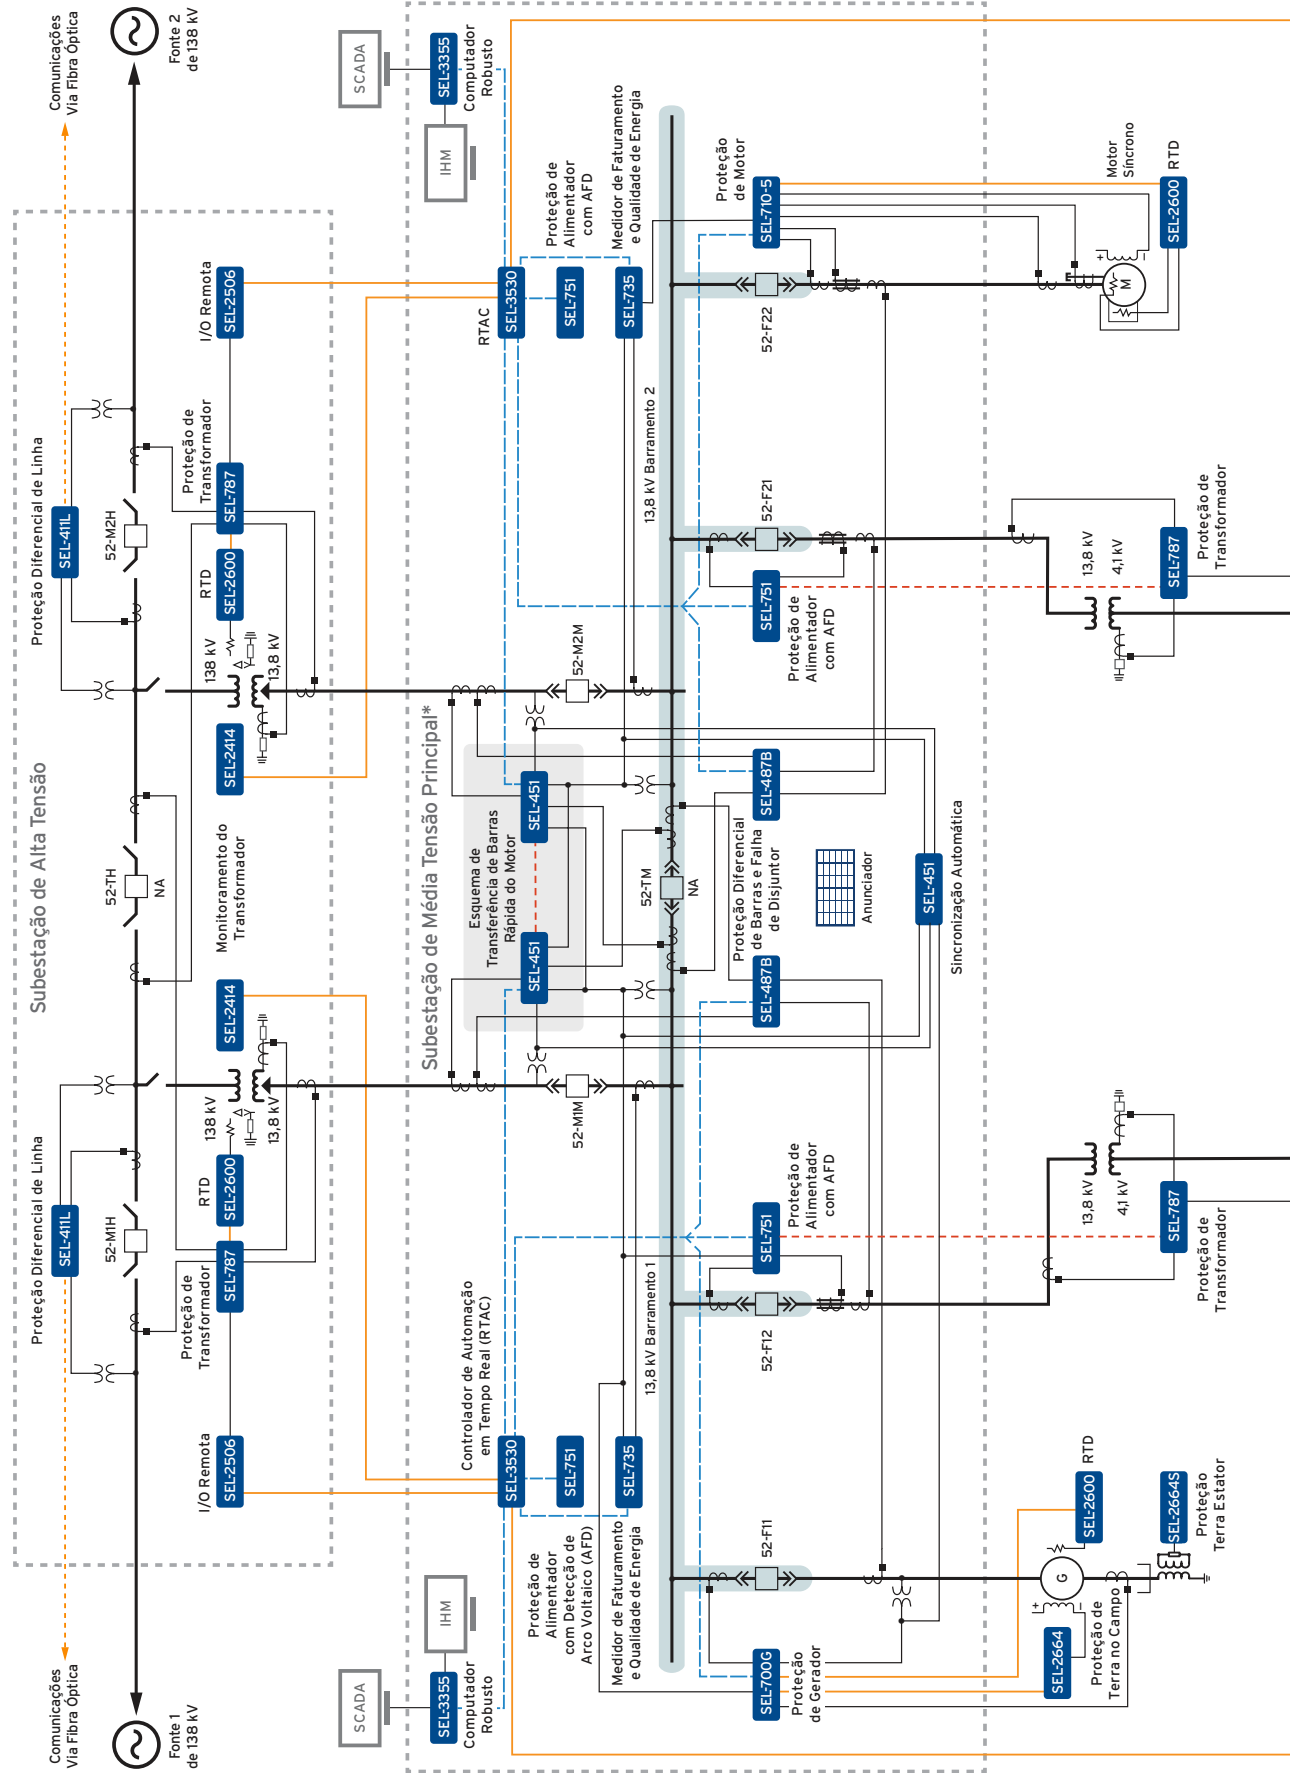 Comunicações
Via Fibra Óptica
Fonte 1
de 138 kV
Subestação de Alta Tensão
Proteção Diferencial de Linha
SEL-411L
52-M1H
Proteção de
Transformador
SEL-787
RTD
SEL-2600
I/O Remota
SEL-2506
138 kV
13,8 kV
SEL-2414
Monitoramento do
Transformador
52-TH
NA
SEL-2414
Proteção Diferencial de Linha
SEL-411L
52-M2H
RTD
SEL-2600
138 kV
13,8 kV
Proteção de
Transformador
SEL-787
I/O Remota
SEL-2506
Comunicações
Via Fibra Óptica
Fonte 2
de 138 kV
SCADA
IHM
SEL-3355
Computador
Robusto
Subestação de Média Tensão Principal*
Controlador de Automação
em Tempo Real (RTAC)
SEL-3530
SEL-751
SEL-735
Proteção de
Alimentador
com Detecção de
Arco Voltaico (AFD)
Medidor de Faturamento
e Qualidade de Energia
52-M1M
Esquema de
Transferência de Barras
Rápida do Motor
SEL-451
SEL-451
52-M2M
RTAC
SEL-3530
SEL-751
SEL-735
Proteção de
Alimentador
com AFD
Medidor de Faturamento
e Qualidade de Energia
SCADA
IHM
SEL-3355
Computador
Robusto
13,8 kV Barramento 1
52-TM
NA
13,8 kV Barramento 2
SEL-700G
Proteção
de Gerador
52-F11
52-F12
SEL-751
Proteção de
Alimentador
com AFD
SEL-487B
Proteção Diferencial
de Barras e Falha
de Disjuntor
SEL-487B
Anunciador
SEL-451
Sincronização Automática
SEL-751
Proteção de
Alimentador
com AFD
52-F21
52-F22
SEL-710-5
Proteção
de Motor
SEL-2664
Proteção de
Terra no Campo
+
−
G
RTD
SEL-2600
SEL-2664S
Proteção
Terra Estator
13,8 kV
4,1 kV
SEL-787
Proteção de
Transformador
13,8 kV
4,1 kV
SEL-787
Proteção de
Transformador
M
+
−
Motor
Síncrono
SEL-2600
RTD